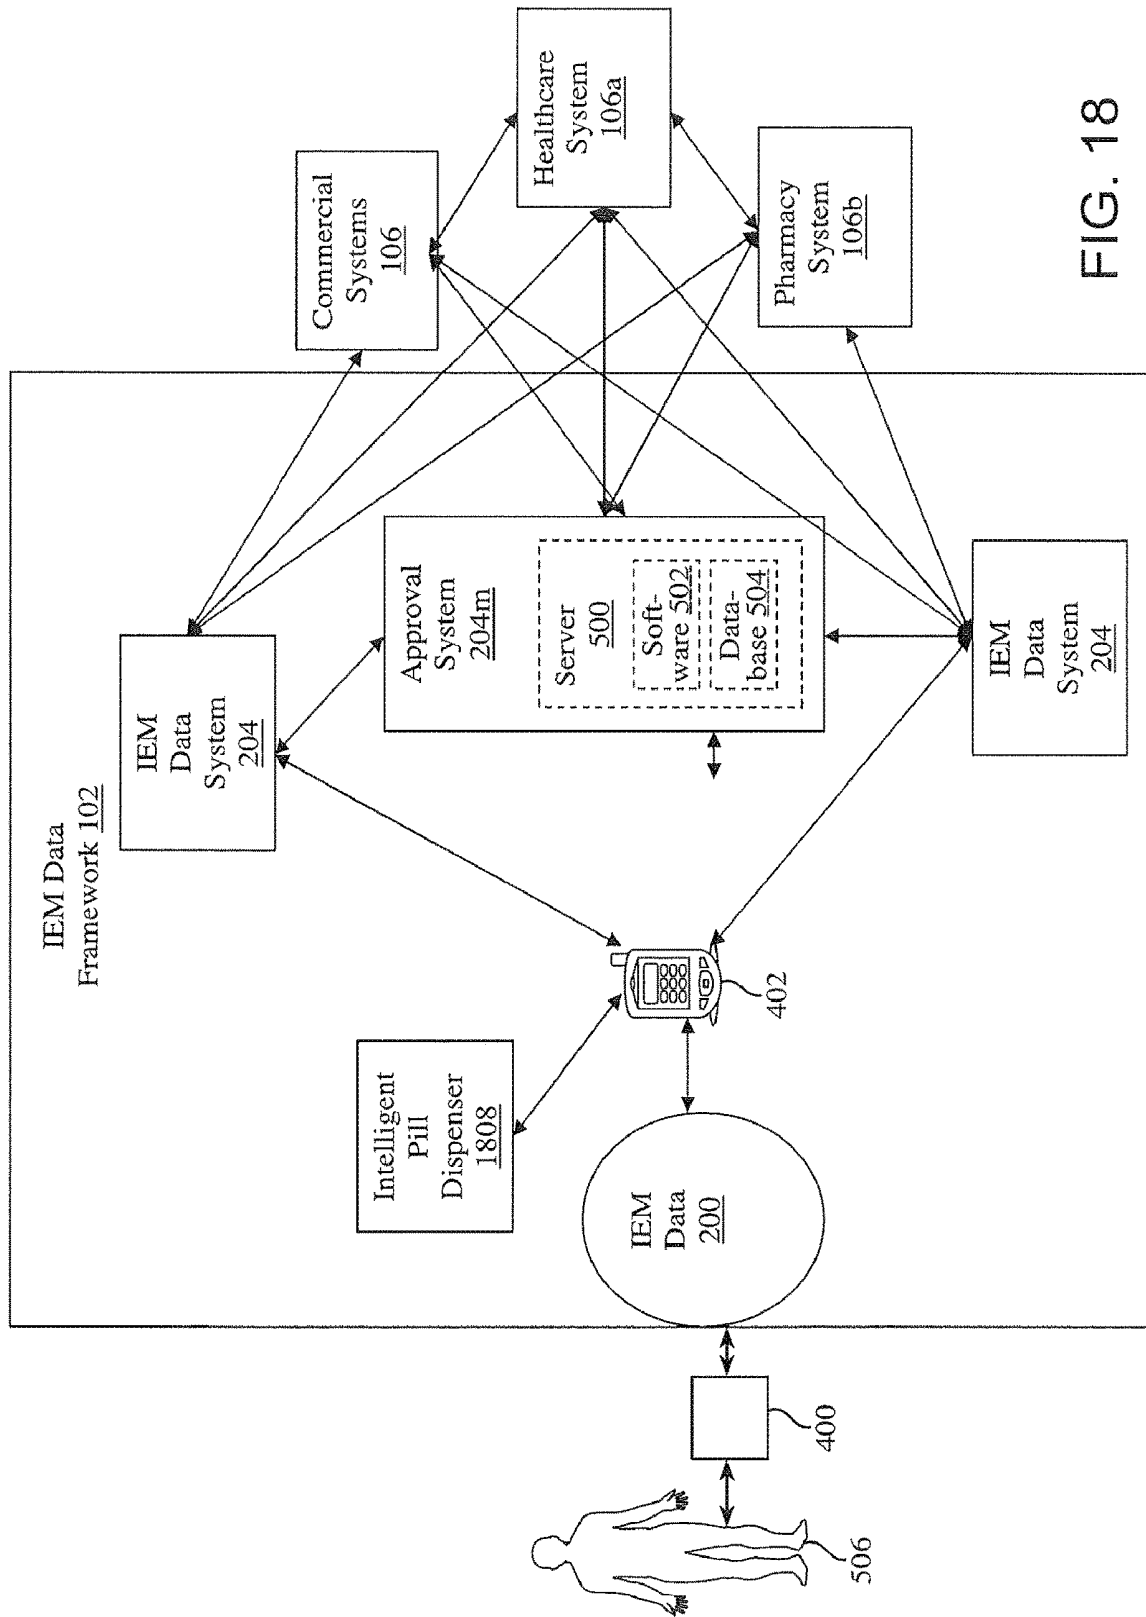 IEM Data
Framework 102
IEM
Data
System
204
Commercial
Systems
106
Intelligent
Pill
Dispenser
1808
Approval
System
204m
Server
500
Soft-
ware 502
Data-
base 504
Healthcare
System
106a
506
400
IEM
Data
200
402
Pharmacy
System
106b
IEM
Data
System
204
FIG. 18